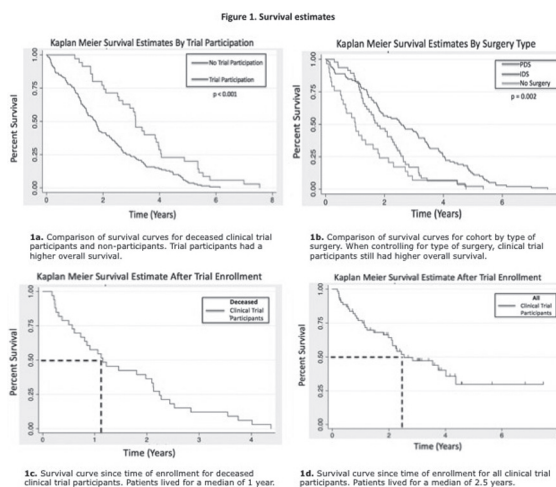 Figure 1. Survival estimates
Kaplan Meier Survival Estimates By Trial Participation
No Trial Participation
Trial Participation
p < 0.001
Percent Survival
1.00
0.75
0.50
0.25
0.00
0 2 4 6 8
Time (Years)
1a. Comparison of survival curves for deceased clinical trial
participants and non-participants. Trial participants had a
higher overall survival.
Kaplan Meier Survival Estimates By Surgery Type
PDS
IDS
No Surgery
p = 0.002
Percent Survival
1.00
0.75
0.50
0.25
0.00
0 2 4 6
Time (Years)
1b. Comparison of survival curves for cohort by type of
surgery. When controlling for type of surgery, clinical trial
participants still had higher overall survival.
Kaplan Meier Survival Estimate After Trial Enrollment
Deceased
Clinical Trial
Participants
Percent Survival
1.00
0.75
0.50
0.25
0.00
0 1 2 3 4
Time (Years)
1c. Survival curve since time of enrollment for deceased
clinical trial participants. Patients lived for a median of 1 year.
Kaplan Meier Survival Estimate After Trial Enrollment
All
Clinical Trial
Participants
Percent Survival
1.00
0.75
0.50
0.25
0.00
0 2 4 6
Time (Years)
1d. Survival curve since time of enrollment for all clinical trial
participants. Patients lived for a median of 2.5 years.